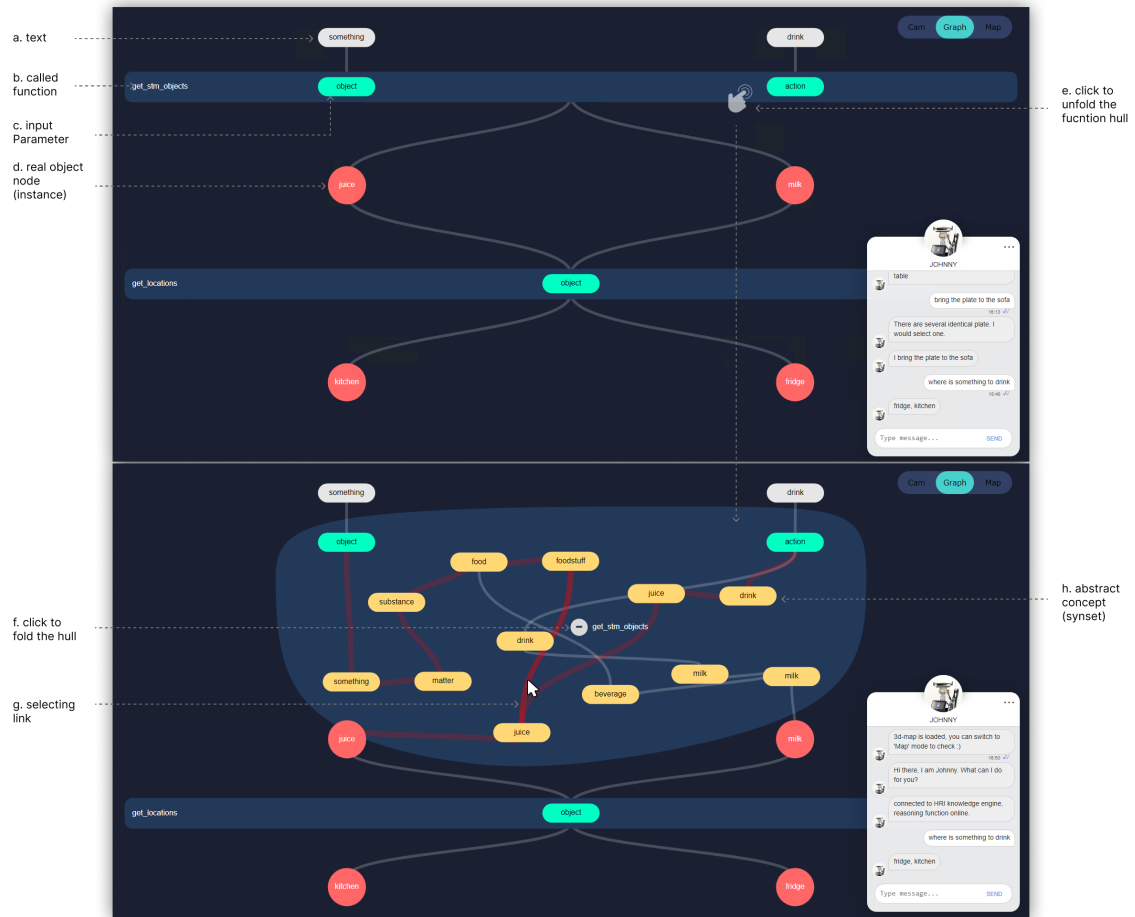 a. text
something
drink
Cam
Graph
Map
b. called
function
get_stm_objects
object
action
e. click to
unfold the
fucntion hull
c. input
Parameter
d. real object
node
(instance)
juice
milk
JOHNNY
table
bring the plate to the sofa
16:13
There are several identical plate. I
would select one.
I bring the plate to the sofa
where is something to drink
fridge, kitchen
Type message...
SEND
get_locations
object
kitchen
fridge
something
drink
Cam
Graph
Map
object
action
food
foodstuff
juice
drink
substance
h. abstract
concept
(synset)
f. click to
fold the hull
get_stm_objects
drink
milk
milk
something
matter
beverage
g. selecting
link
juice
juice
milk
JOHNNY
3d-map is loaded, you can switch to
'Map' mode to check :)
Hi there, I am Johnny. What can I do
for you?
connected to HRI knowledge engine,
reasoning function online.
where is something to drink
fridge, kitchen
Type message...
SEND
get_locations
object
kitchen
fridge